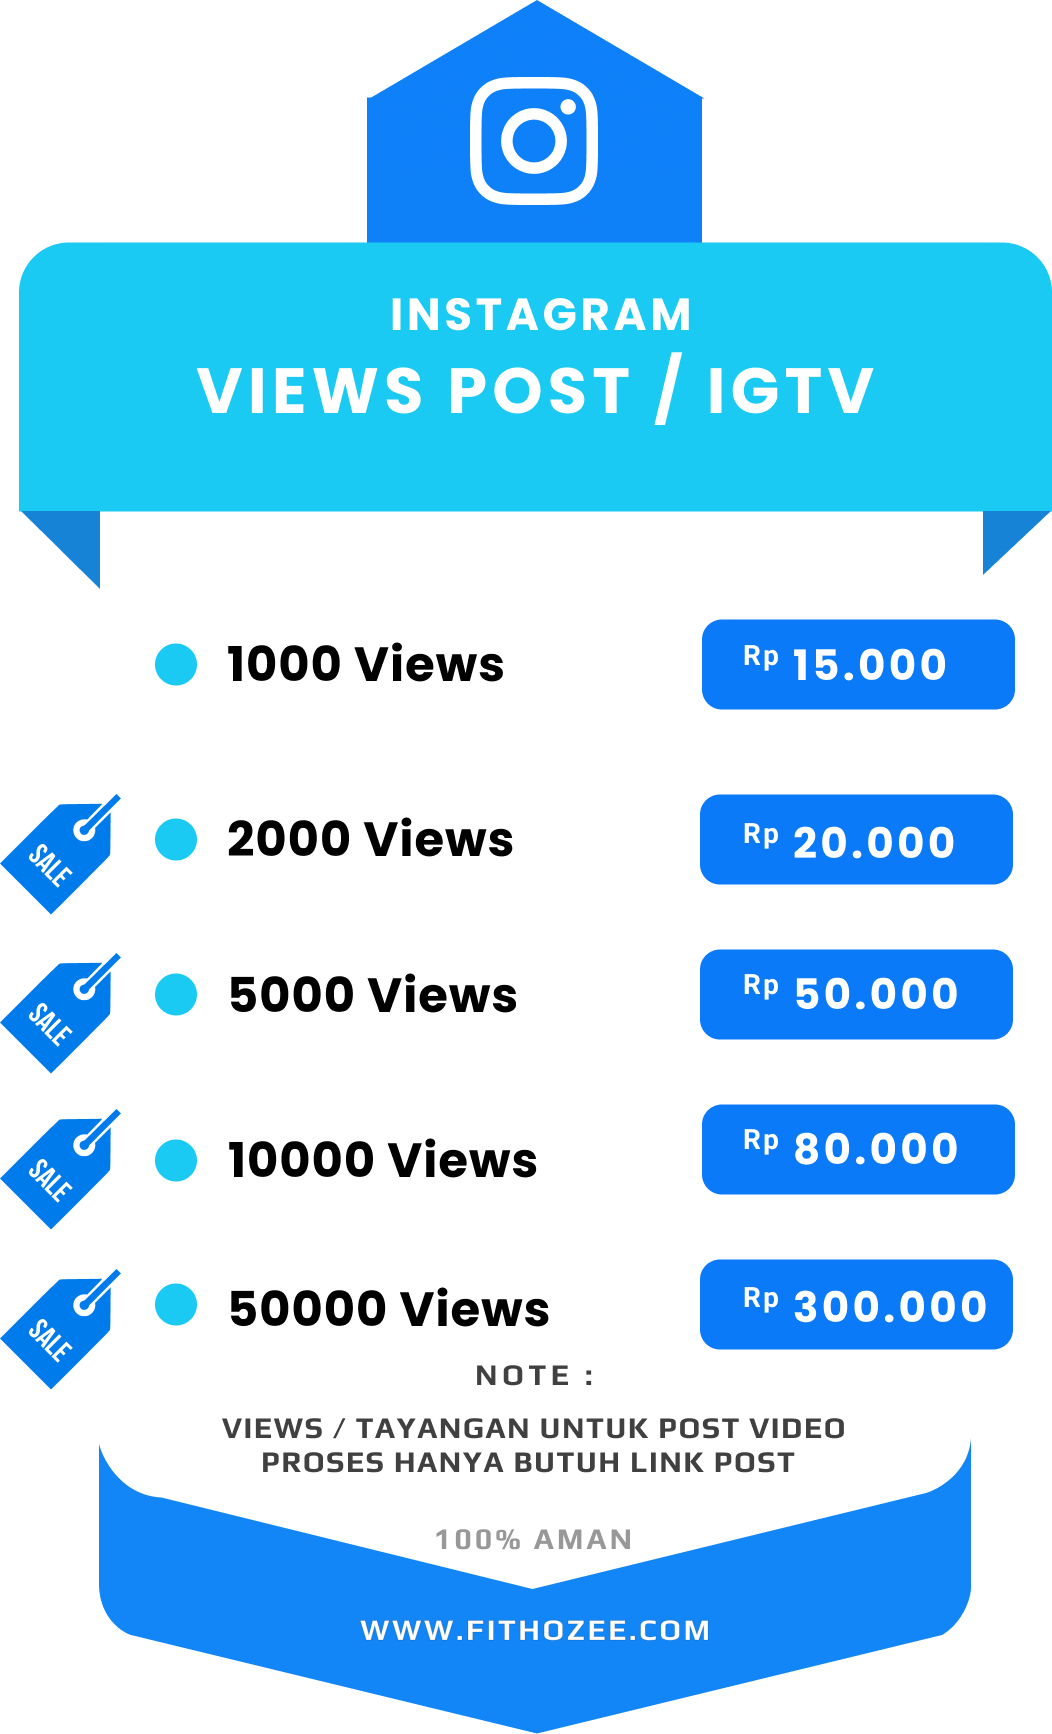 INSTAGRAM
VIEWS POST / IGTV
1000 Views Rp 15.000
SALE 2000 Views Rp 20.000
SALE 5000 Views Rp 50.000
SALE 10000 Views Rp 80.000
SALE 50000 Views Rp 300.000
NOTE :
VIEWS / TAYANGAN UNTUK POST VIDEO
PROSES HANYA BUTUH LINK POST
100% AMAN
WWW.FITHOZEE.COM